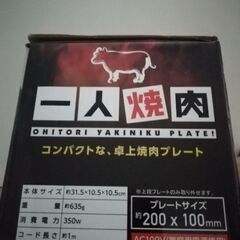 一人焼肉
OHITORI YAKINIKU PLATE!
コンパクトな、卓上焼肉プレート
本体サイズ 約31.5×10.5×10.5cm
重量 約635g
消費電力 350w
コード長さ 約1m
※上段プレートのみ取り外せます。
プレートサイズ
約200×100mm